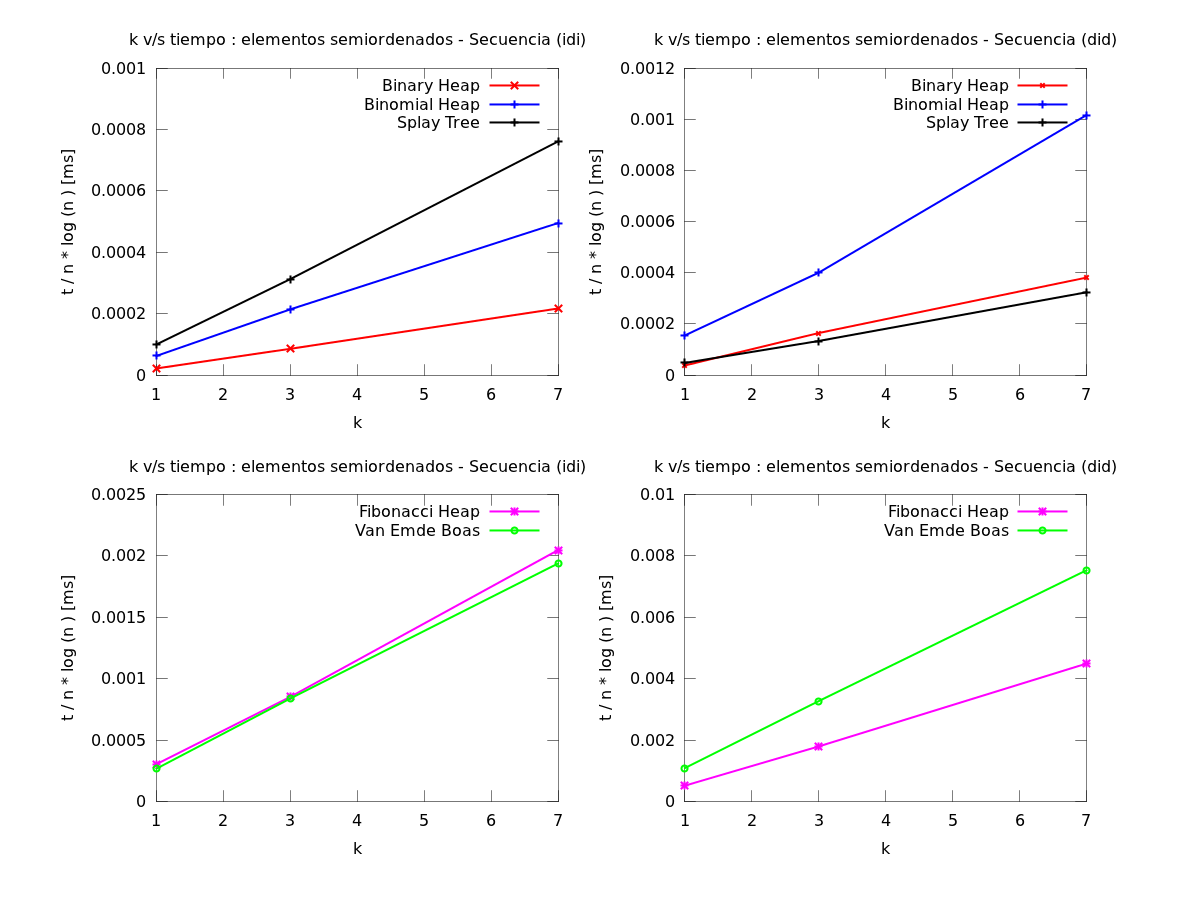 k v/s tiempo : elementos semiordenados - Secuencia (idi)
0.001
0.0008
0.0006
0.0004
0.0002
0
t / n * log (n ) [ms]
Binary Heap
Binomial Heap
Splay Tree
1 2 3 4 5 6 7
k
k v/s tiempo : elementos semiordenados - Secuencia (did)
0.0012
0.001
0.0008
0.0006
0.0004
0.0002
0
t / n * log (n ) [ms]
Binary Heap
Binomial Heap
Splay Tree
1 2 3 4 5 6 7
k
k v/s tiempo : elementos semiordenados - Secuencia (idi)
0.0025
0.002
0.0015
0.001
0.0005
0
t / n * log (n ) [ms]
Fibonacci Heap
Van Emde Boas
1 2 3 4 5 6 7
k
k v/s tiempo : elementos semiordenados - Secuencia (did)
0.01
0.008
0.006
0.004
0.002
0
t / n * log (n ) [ms]
Fibonacci Heap
Van Emde Boas
1 2 3 4 5 6 7
k